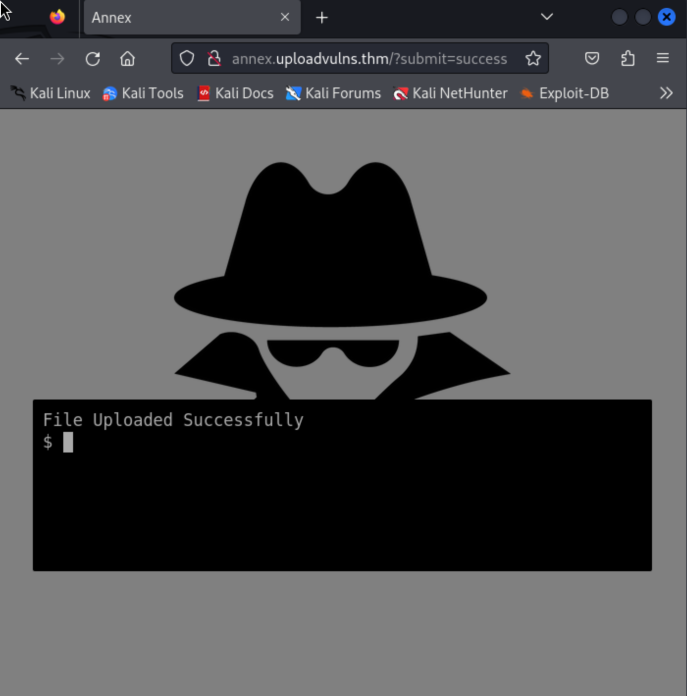 Annex
annex.uploadvulns.thm/?submit=success
Kali Linux Kali Tools Kali Docs Kali Forums Kali NetHunter Exploit-DB
File Uploaded Successfully
$